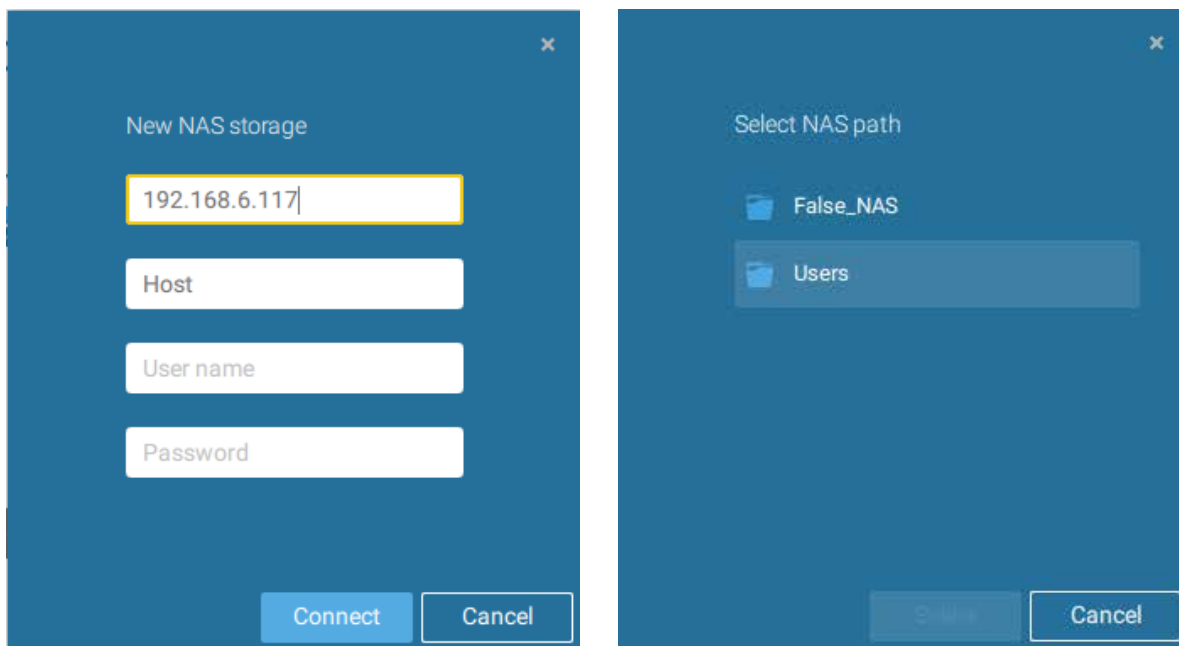 ×
New NAS storage
192.168.6.117
Host
User name
Password
Connect
Cancel
×
Select NAS path
False_NAS
Users
Cancel